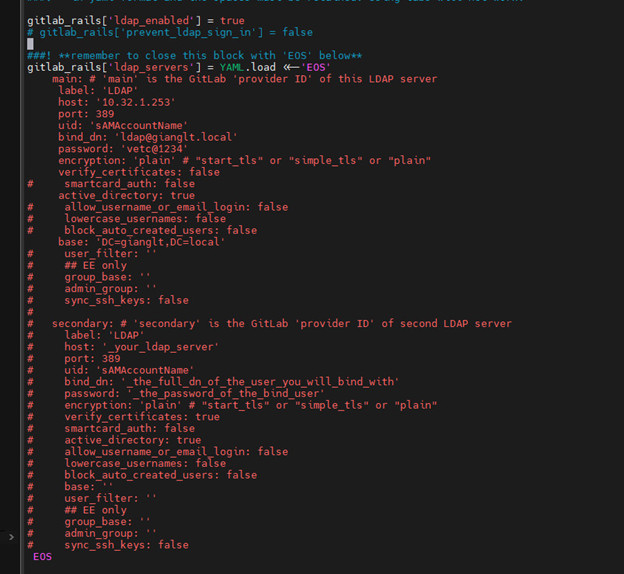 gitlab_rails['ldap_enabled'] = true
# gitlab_rails['prevent_ldap_sign_in'] = false
###! **remember to close this block with 'EOS' below**
gitlab_rails['ldap_servers'] = YAML.load <<-'EOS'
    main: # 'main' is the GitLab 'provider ID' of this LDAP server
     label: 'LDAP'
     host: '10.32.1.253'
     port: 389
     uid: 'sAMAccountName'
     bind_dn: 'ldap@gianglt.local'
     password: 'vetc@1234'
     encryption: 'plain' # "start_tls" or "simple_tls" or "plain"
     verify_certificates: false
#     smartcard_auth: false
     active_directory: true
#     allow_username_or_email_login: false
#     lowercase_usernames: false
#     block_auto_created_users: false
     base: 'DC=gianglt,DC=local'
#     user_filter: ''
#     ## EE only
#     group_base: ''
#     admin_group: ''
#     sync_ssh_keys: false
#
#   secondary: # 'secondary' is the GitLab 'provider ID' of second LDAP server
#     label: 'LDAP'
#     host: '_your_ldap_server'
#     port: 389
#     uid: 'sAMAccountName'
#     bind_dn: '_the_full_dn_of_the_user_you_will_bind_with'
#     password: '_the_password_of_the_bind_user'
#     encryption: 'plain' # "start_tls" or "simple_tls" or "plain"
#     verify_certificates: true
#     smartcard_auth: false
#     active_directory: true
#     allow_username_or_email_login: false
#     lowercase_usernames: false
#     block_auto_created_users: false
#     base: ''
#     user_filter: ''
#     ## EE only
#     group_base: ''
#     admin_group: ''
#     sync_ssh_keys: false
 EOS